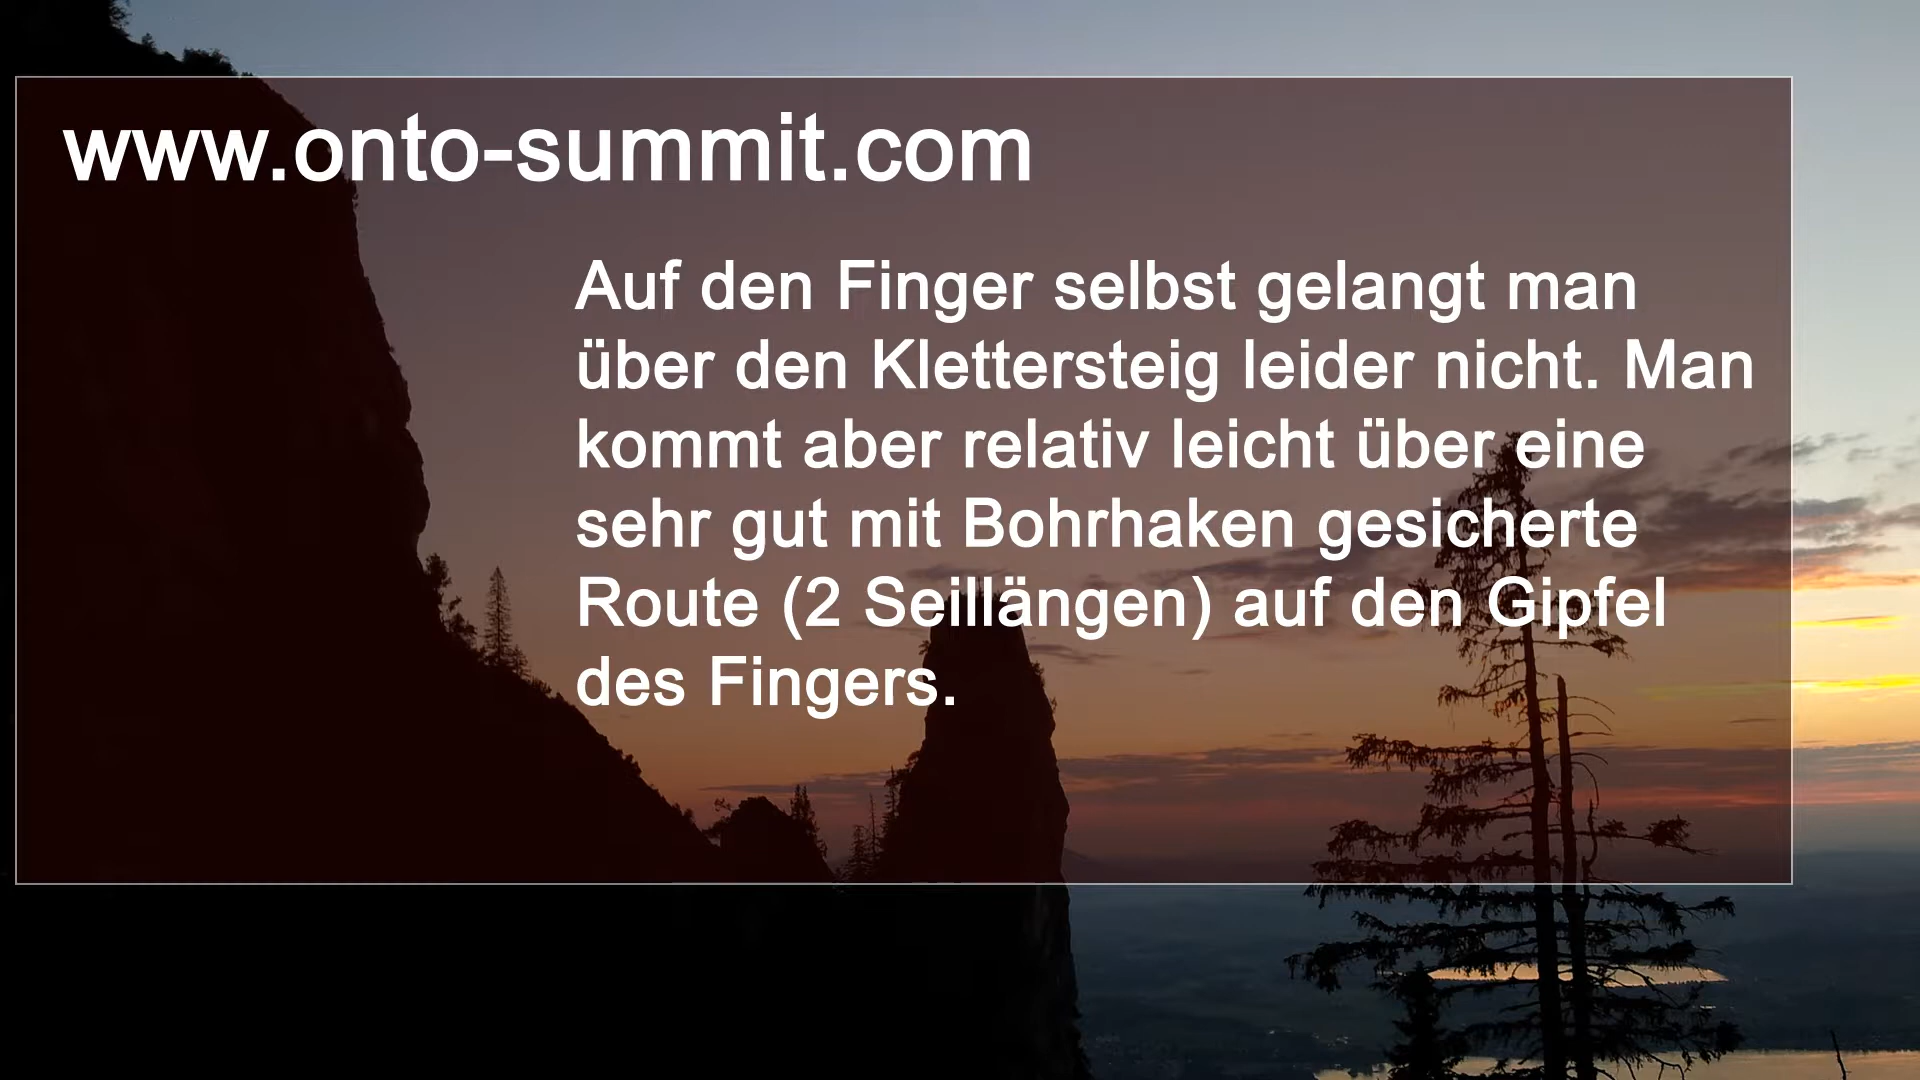 www.onto-summit.com
Auf den Finger selbst gelangt man
über den Klettersteig leider nicht. Man
kommt aber relativ leicht über eine
sehr gut mit Bohrhaken gesicherte
Route (2 Seillängen) auf den Gipfel
des Fingers.